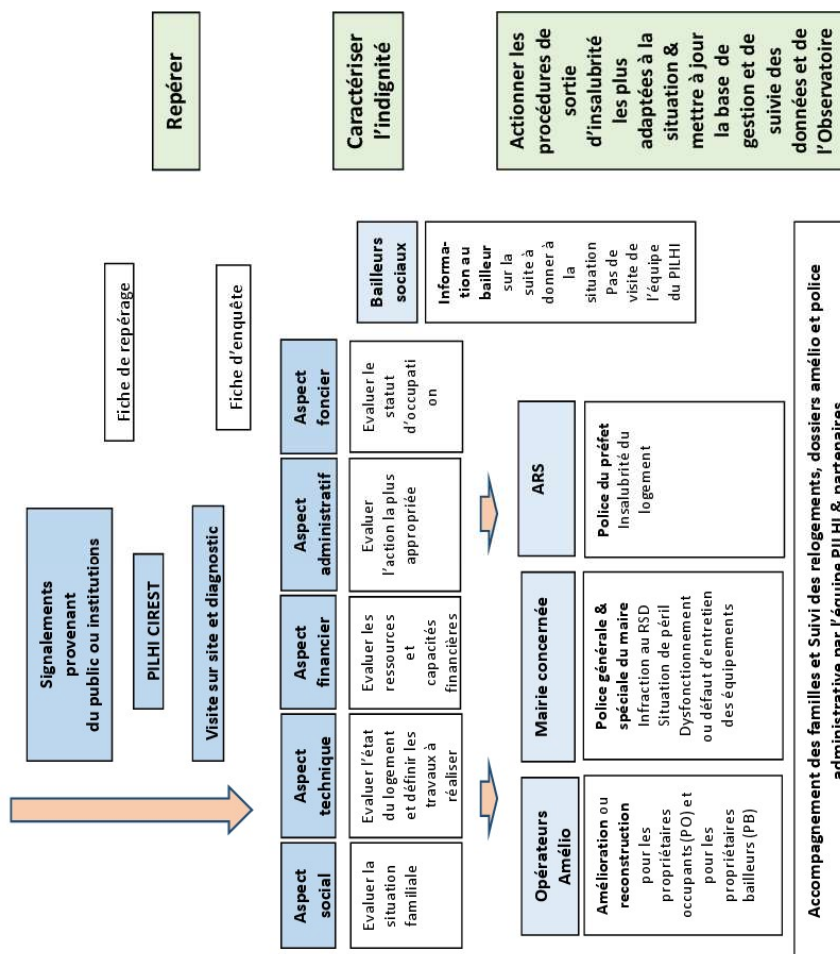 Signalements
provenant
du public ou institutions
PILHI CIREST
Visite sur site et diagnostic
Fiche de repérage
Fiche d'enquête
Repérer
Aspect
social
Evaluer la
situation
familiale
Aspect
technique
Evaluer l'état
du logement
et définir les
travaux à
réaliser
Aspect
financier
Evaluer les
ressources
et
capacités
financières
Aspect
administratif
Evaluer
l'action la plus
appropriée
Aspect
foncier
Evaluer le
statut
d'occupati
on
Caractériser
l'indignité
Bailleurs
sociaux
Informa-
tion au
bailleur
sur la
suite à
donner à
la
situation
Pas de
visite de
l'équipe
du PILHI
Opérateurs
Amélio
Amélioration ou
reconstruction
pour les
propriétaires
occupants (PO) et
pour les
propriétaires
bailleurs (PB)
Mairie concernée
Police générale &
spéciale du maire
Infraction au RSD
Situation de péril
Dysfonctionnement
ou défaut d'entretien
des équipements
ARS
Police du préfet
Insalubrité du
logement
Actionner les
procédures de
sortie
d'insalubrité
les plus
adaptées à la
situation &
mettre à jour
la base de
gestion et de
suivie des
données et de
l'Observatoire
Accompagnement des familles et Suivi des relogements, dossiers amélio et police
administrative par l'équipe PILHI & partenaires